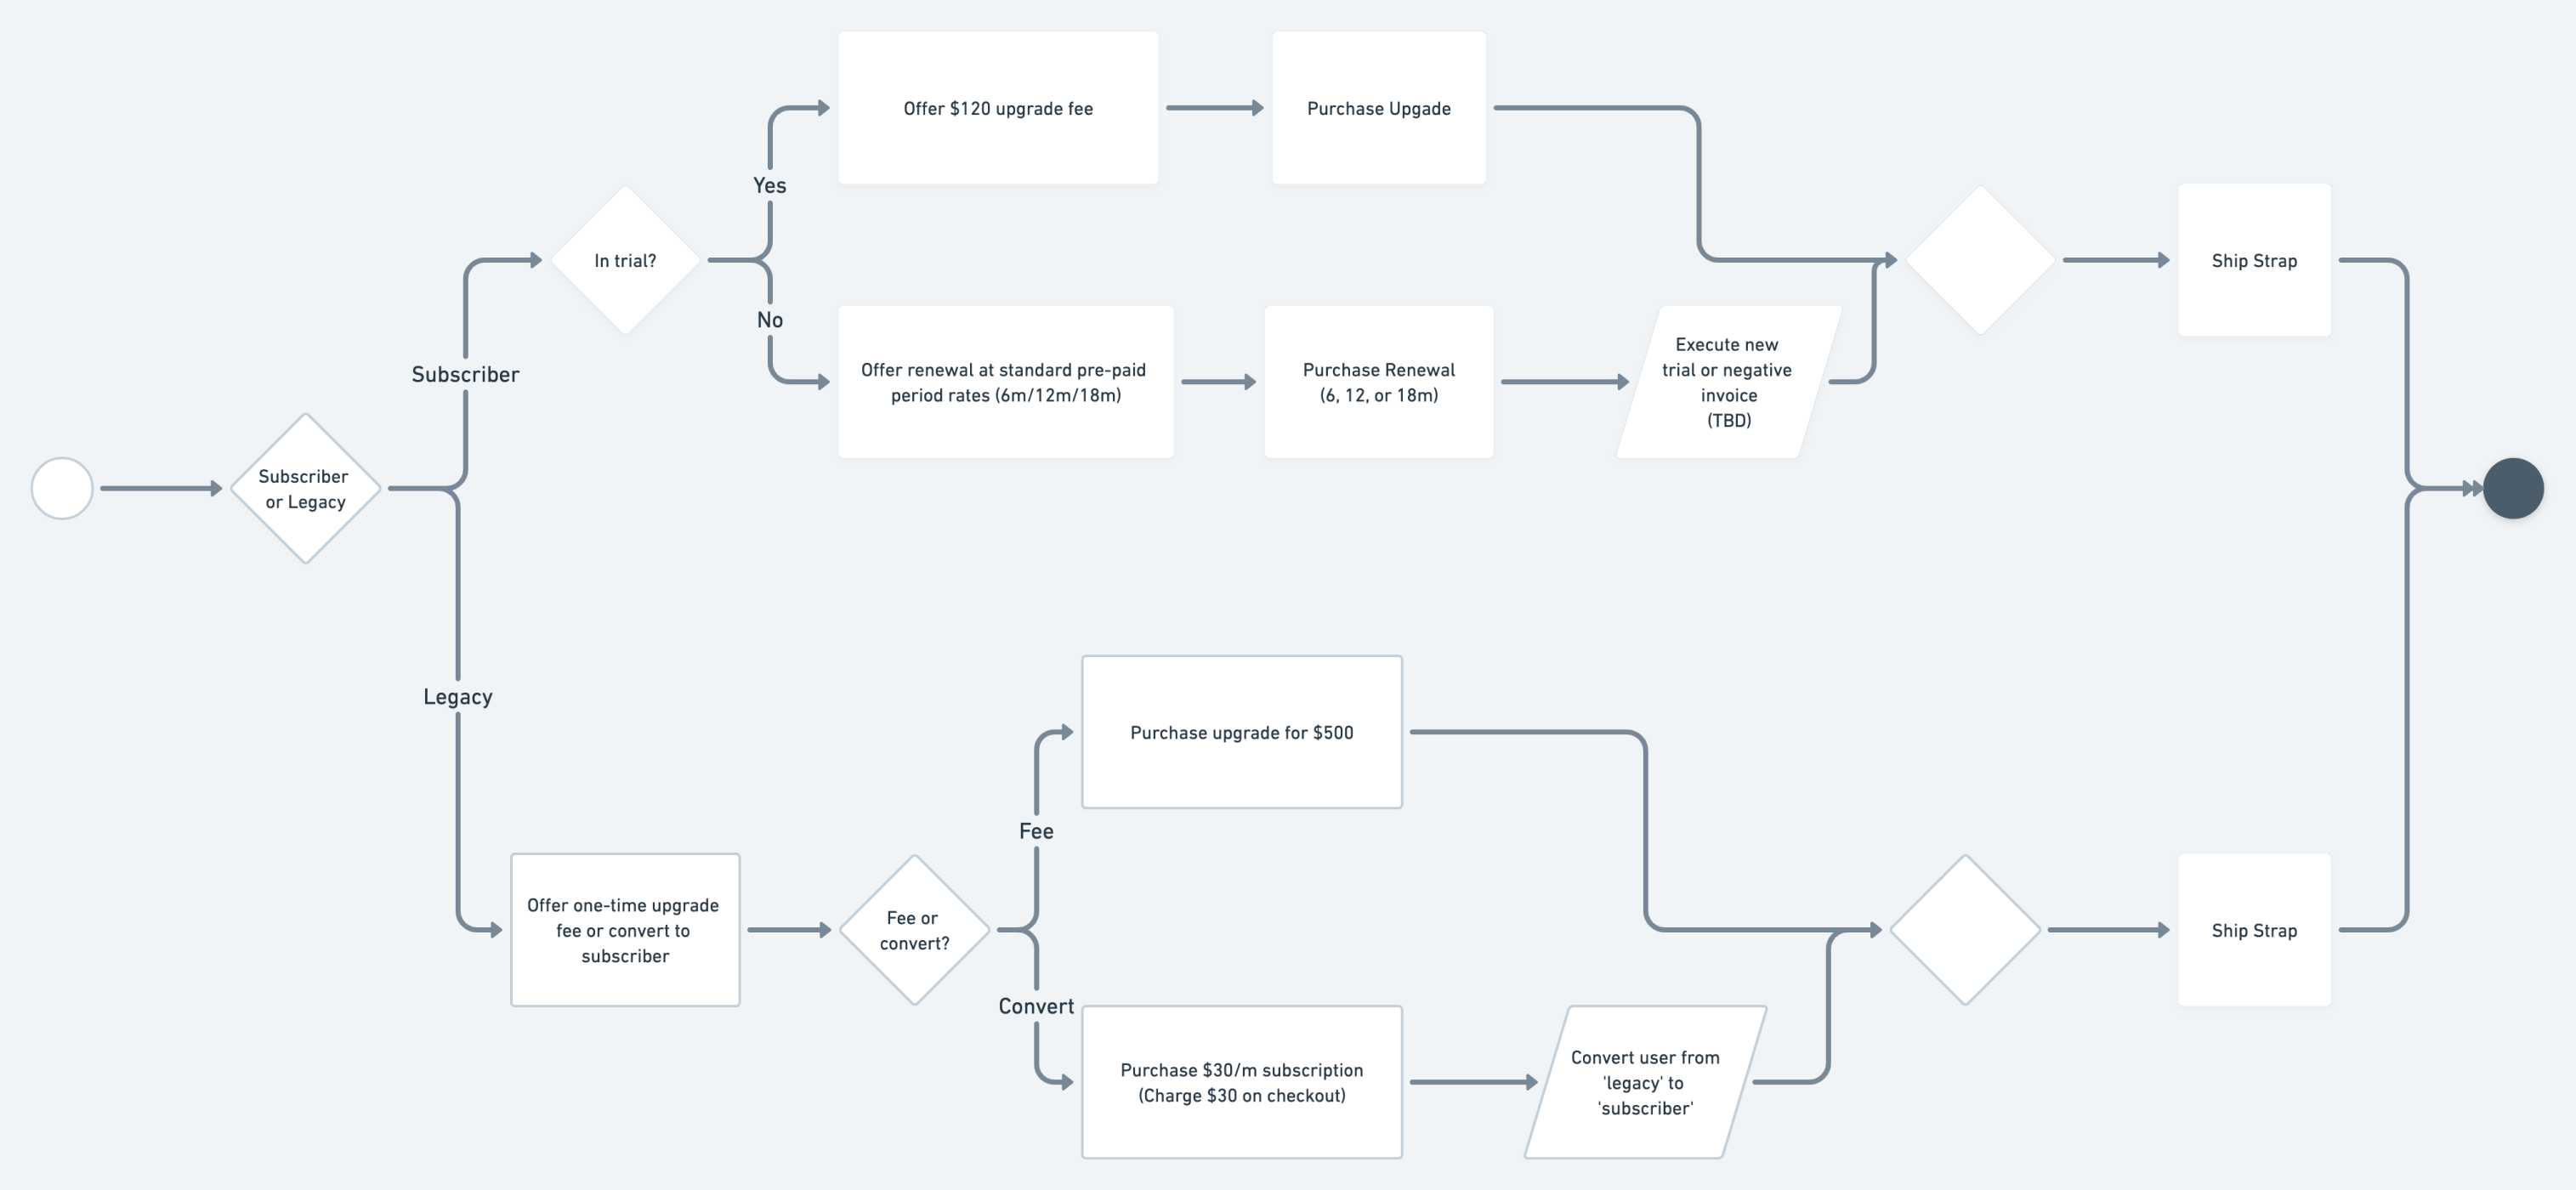 Offer $120 upgrade fee
Purchase Upgade
Yes
In trial?
Ship Strap
No
Offer renewal at standard pre-paid
period rates (6m/12m/18m)
Purchase Renewal
(6, 12, or 18m)
Execute new
trial or negative
invoice
(TBD)
Subscriber
Subscriber
or Legacy
Legacy
Purchase upgrade for $500
Fee
Offer one-time upgrade
fee or convert to
subscriber
Fee or
convert?
Ship Strap
Convert
Purchase $30/m subscription
(Charge $30 on checkout)
Convert user from
'legacy' to
'subscriber'